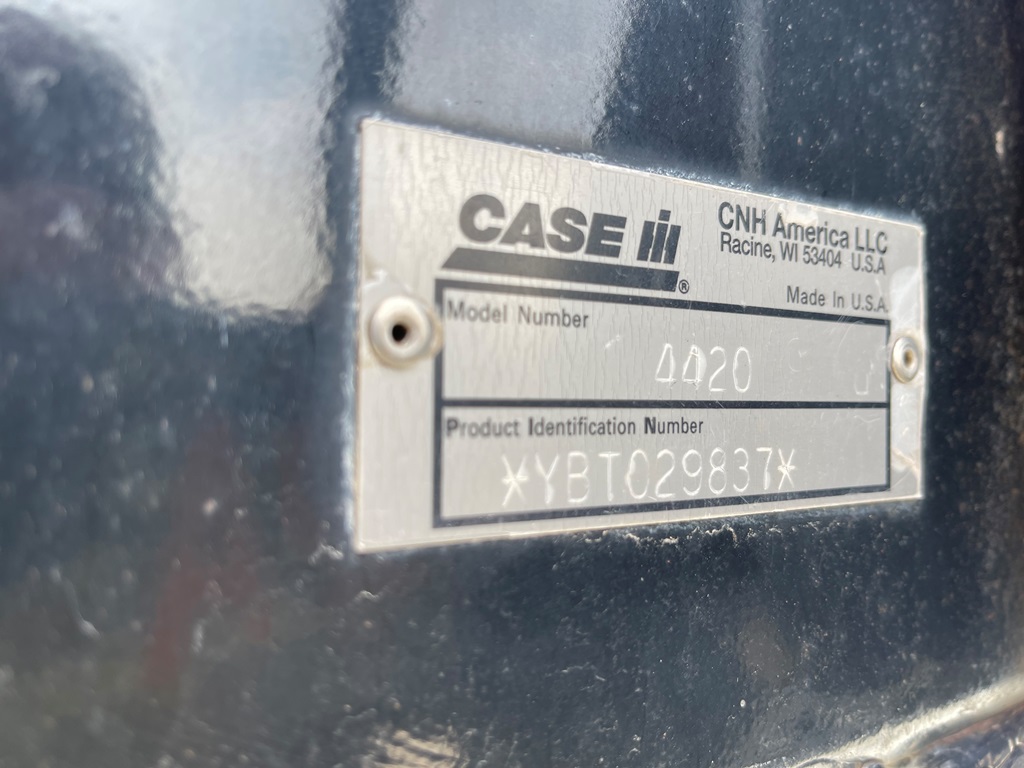 CASE IH ®
CNH America LLC
Racine, WI 53404 U.S.A
Made In U.S.A.
Model Number
4420
Product Identification Number
*YBT029837*